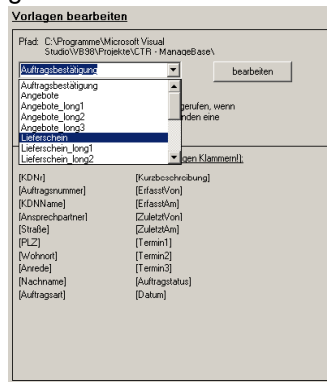 Vorlagen bearbeiten
Pfad: C:\Programme\Microsoft Visual
Studio\VB98\Projekte\CTR - ManageBase\
Auftragsbestätigung
bearbeiten
Auftragsbestätigung
Angebote
Angebote_long1
gerufen, wenn
Angebote_long2
nden eine
Angebote_long3
Lieferschein
Lieferschein_long1
gen Klammern!):
Lieferschein_long2
[KDNr]
[Kurzbeschreibung]
[Auftragsnummer]
[ErfasstVon]
[KDNName]
[ErfasstAm]
[Ansprechpartner]
[ZuletztVon]
[Straße]
[ZuletztAm]
[PLZ]
[Termin1]
[Wohnort]
[Termin2]
[Anrede]
[Termin3]
[Nachname]
[Auftragstatus]
[Auftragsart]
[Datum]